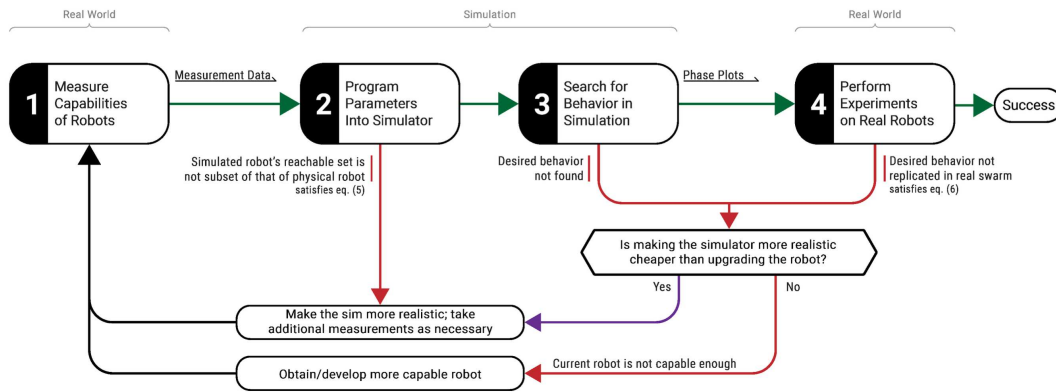 Real World
Simulation
Real World
1
Measure
Capabilities
of Robots
Measurement Data
2
Program
Parameters
Into Simulator
3
Search for
Behavior in
Simulation
Phase Plots
4
Perform
Experiments
on Real Robots
Success
Simulated robot's reachable set is
not subset of that of physical robot
satisfies eq. (5)
Desired behavior
not found
Desired behavior not
replicated in real swarm
satisfies eq. (6)
Is making the simulator more realistic
cheaper than upgrading the robot?
Yes
No
Make the sim more realistic; take
additional measurements as necessary
Current robot is not capable enough
Obtain/develop more capable robot